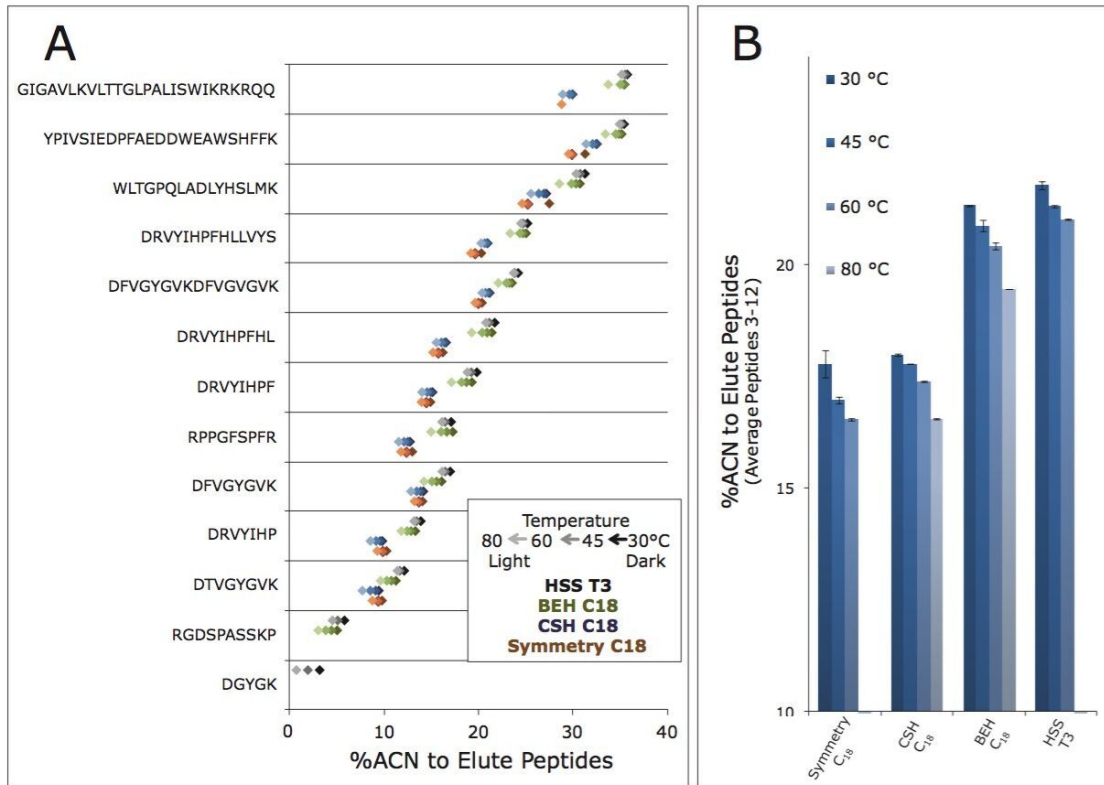 A
GIGAVLKVLTTGLPALISWIKRKRQQ
YPIVSIEDPFAEDDWEAWSHFFK
WLTGPQLADLYHSLMK
DRVYIHPFHLLVYS
DFVGYGVKDFVGVGVK
DRVYIHPFHL
DRVYIHPF
RPPGFSPFR
DFVGYGVK
DRVYIHP
DTVGYGVK
RGDSPASSKP
DGYGK
Temperature
80 ← 60 ← 45 ← 30°C
Light Dark
HSS T3
BEH C18
CSH C18
Symmetry C18
0 10 20 30 40
%ACN to Elute Peptides
B
30 °C
45 °C
60 °C
80 °C
%ACN to Elute Peptides
(Average Peptides 3-12)
20
15
10
Symmetry
C18
CSH
C18
BEH
C18
HSS
T3